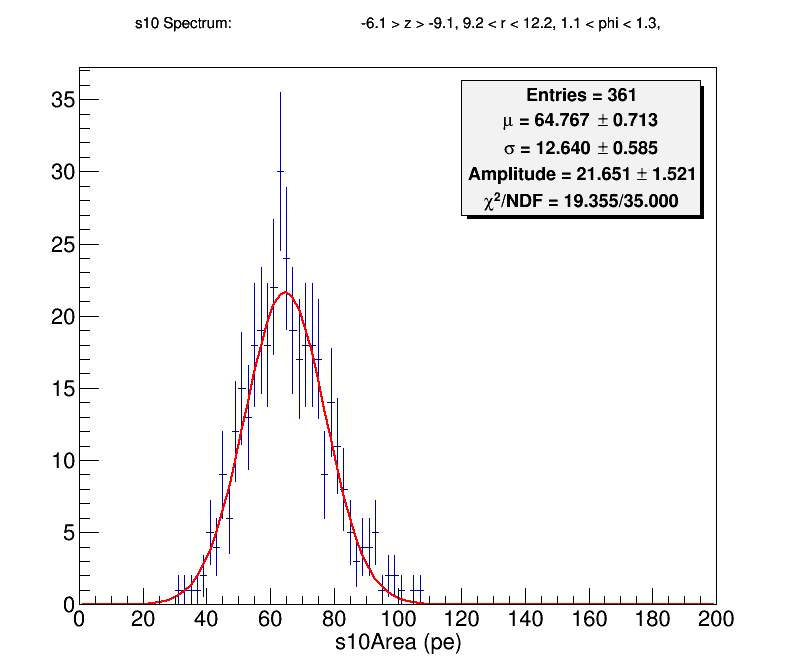 s10 Spectrum: -6.1 > z > -9.1, 9.2 < r < 12.2, 1.1 < phi < 1.3,
Entries = 361
μ = 64.767 ± 0.713
σ = 12.640 ± 0.585
Amplitude = 21.651 ± 1.521
χ²/NDF = 19.355/35.000
35
30
25
20
15
10
5
0
0 20 40 60 80 100 120 140 160 180 200
s10Area (pe)